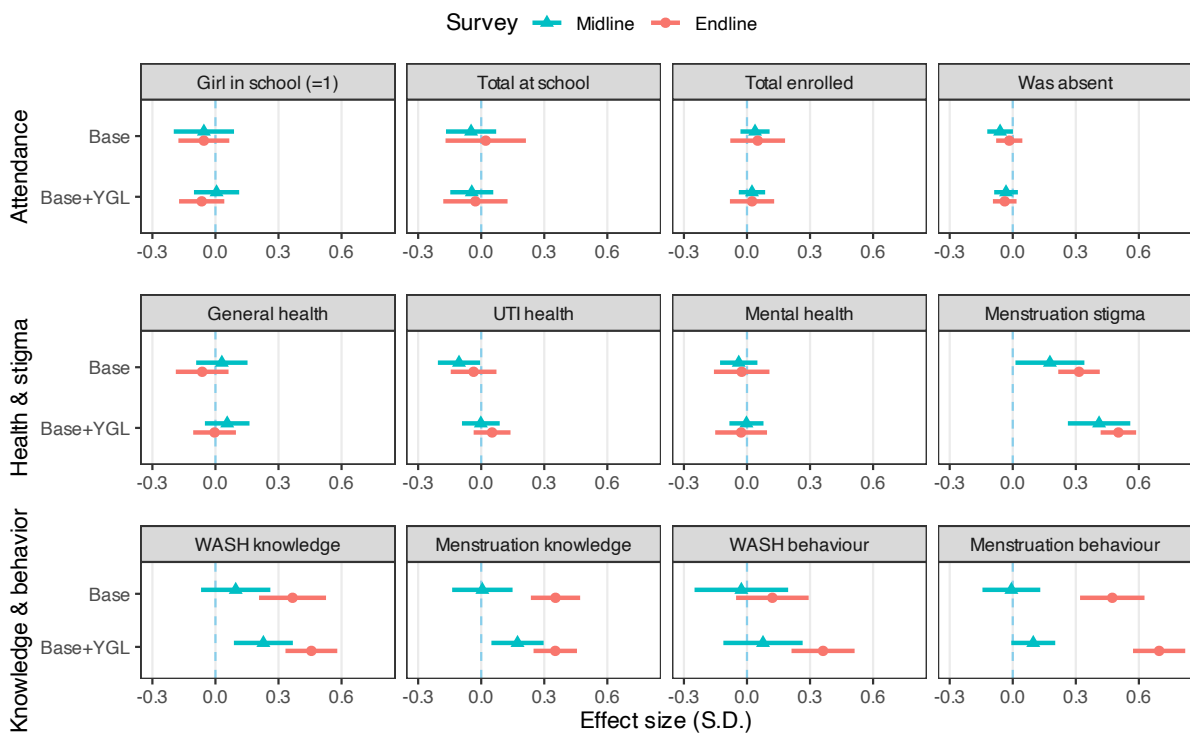 Survey Midline Endline
Attendance
Girl in school (=1) Total at school Total enrolled Was absent
Base
Base+YGL
-0.3 0.0 0.3 0.6 -0.3 0.0 0.3 0.6 -0.3 0.0 0.3 0.6 -0.3 0.0 0.3 0.6
Health & stigma
General health UTI health Mental health Menstruation stigma
Base
Base+YGL
-0.3 0.0 0.3 0.6 -0.3 0.0 0.3 0.6 -0.3 0.0 0.3 0.6 -0.3 0.0 0.3 0.6
Knowledge & behavior
WASH knowledge Menstruation knowledge WASH behaviour Menstruation behaviour
Base
Base+YGL
-0.3 0.0 0.3 0.6 -0.3 0.0 0.3 0.6 -0.3 0.0 0.3 0.6 -0.3 0.0 0.3 0.6
Effect size (S.D.)